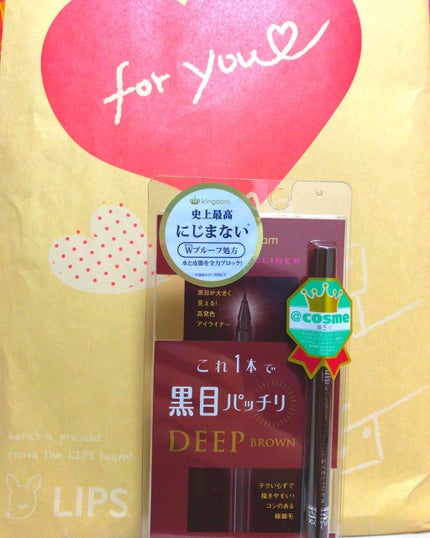 for you
kingdom
史上最高
にじまない
Wプルーフ処方
水と皮脂を全力ブロック!
LINER
黒目が大きく
見える!
高発色
アイライナー
@cosme
これ1本で
黒目パッチリ
DEEP BROWN
テクいらずで
描きやすい!
コシのある
here's a present
from the LIPS beam!
LIPS